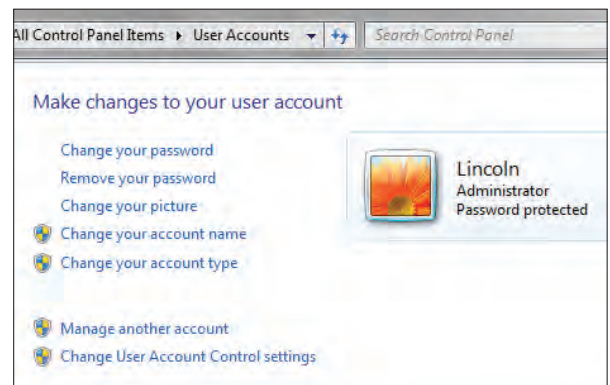 All Control Panel Items ▸ User Accounts Search Control Panel
Make changes to your user account
Change your password
Remove your password
Change your picture
Change your account name
Change your account type
Manage another account
Change User Account Control settings
Lincoln
Administrator
Password protected